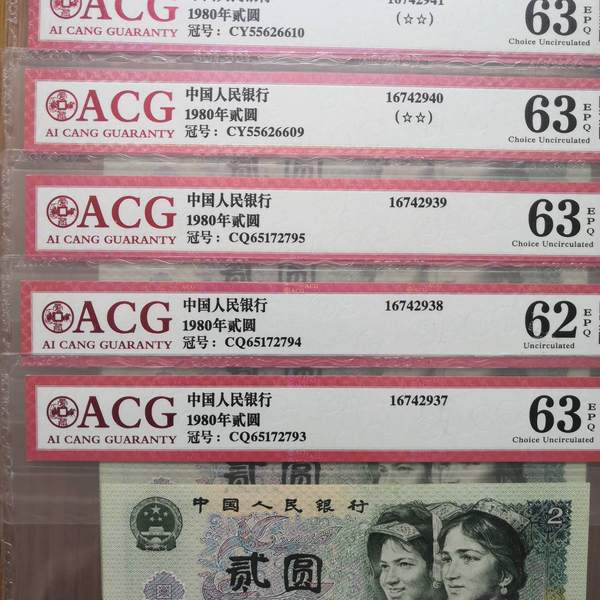 ACG
AI CANG GUARANTY
1980年贰圆
冠号：CY55626610
16742941
(☆☆)
63
EPQ
Choice Uncirculated
ACG
AI CANG GUARANTY
中国人民银行
1980年贰圆
冠号：CY55626609
16742940
(☆☆)
63
EPQ
Choice Uncirculated
ACG
AI CANG GUARANTY
中国人民银行
1980年贰圆
冠号：CQ65172795
16742939
63
EPQ
Choice Uncirculated
ACG
AI CANG GUARANTY
中国人民银行
1980年贰圆
冠号：CQ65172794
16742938
62
EPQ
Uncirculated
ACG
AI CANG GUARANTY
中国人民银行
1980年贰圆
冠号：CQ65172793
16742937
63
EPQ
Choice Uncirculated
中国人民银行
2
贰圆